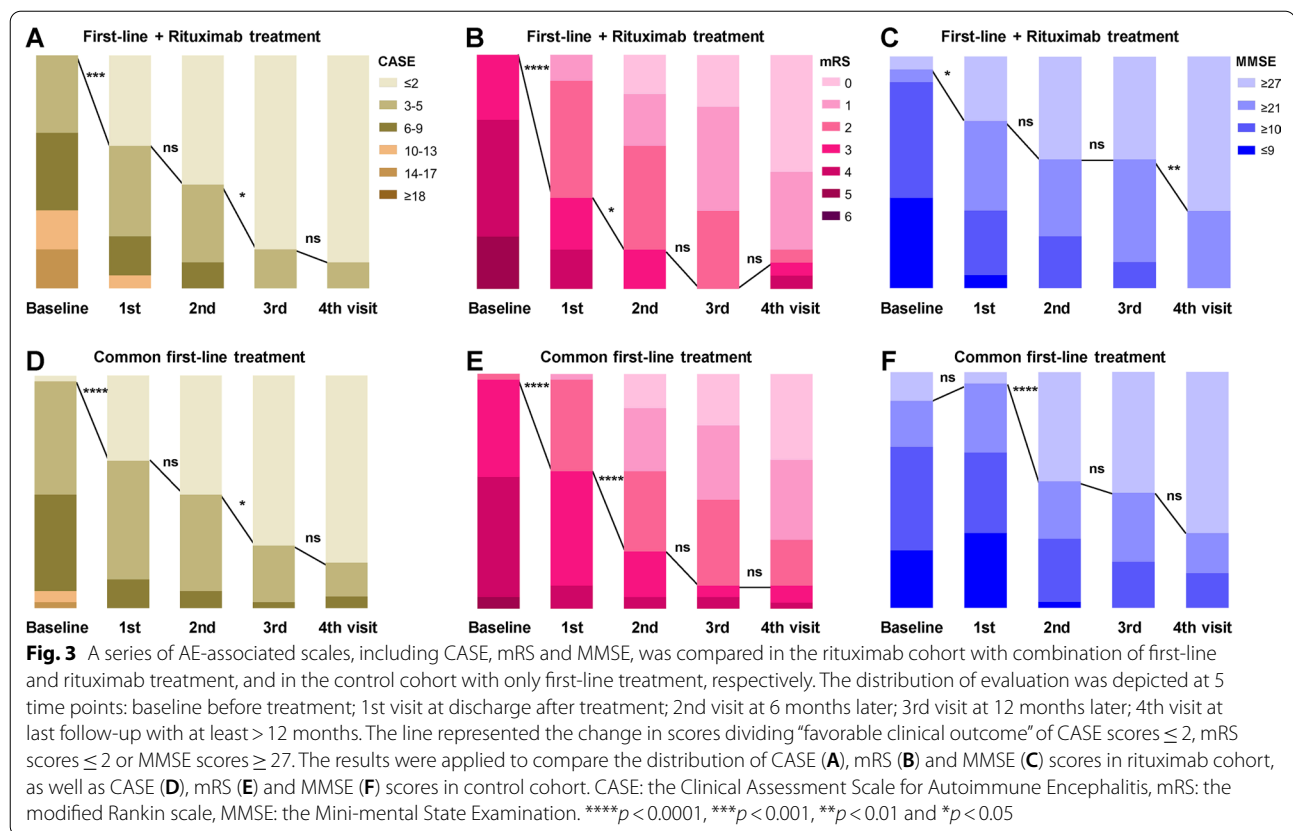 A
First-line + Rituximab treatment
CASE
≤2
3-5
6-9
10-13
14-17
≥18
***
ns
*
ns
Baseline 1st 2nd 3rd 4th visit
B
First-line + Rituximab treatment
mRS
0
1
2
3
4
5
6
****
*
ns
ns
Baseline 1st 2nd 3rd 4th visit
C
First-line + Rituximab treatment
MMSE
≥27
≥21
≥10
≤9
*
ns
ns
**
Baseline 1st 2nd 3rd 4th visit
D
Common first-line treatment
****
ns
*
ns
Baseline 1st 2nd 3rd 4th visit
E
Common first-line treatment
****
****
ns
ns
Baseline 1st 2nd 3rd 4th visit
F
Common first-line treatment
ns
****
ns
ns
Baseline 1st 2nd 3rd 4th visit
Fig. 3 A series of AE-associated scales, including CASE, mRS and MMSE, was compared in the rituximab cohort with combination of first-line
and rituximab treatment, and in the control cohort with only first-line treatment, respectively. The distribution of evaluation was depicted at 5
time points: baseline before treatment; 1st visit at discharge after treatment; 2nd visit at 6 months later; 3rd visit at 12 months later; 4th visit at
last follow-up with at least > 12 months. The line represented the change in scores dividing “favorable clinical outcome” of CASE scores ≤ 2, mRS
scores ≤ 2 or MMSE scores ≥ 27. The results were applied to compare the distribution of CASE (A), mRS (B) and MMSE (C) scores in rituximab cohort,
as well as CASE (D), mRS (E) and MMSE (F) scores in control cohort. CASE: the Clinical Assessment Scale for Autoimmune Encephalitis, mRS: the
modified Rankin scale, MMSE: the Mini-mental State Examination. ****p < 0.0001, ***p < 0.001, **p < 0.01 and *p < 0.05